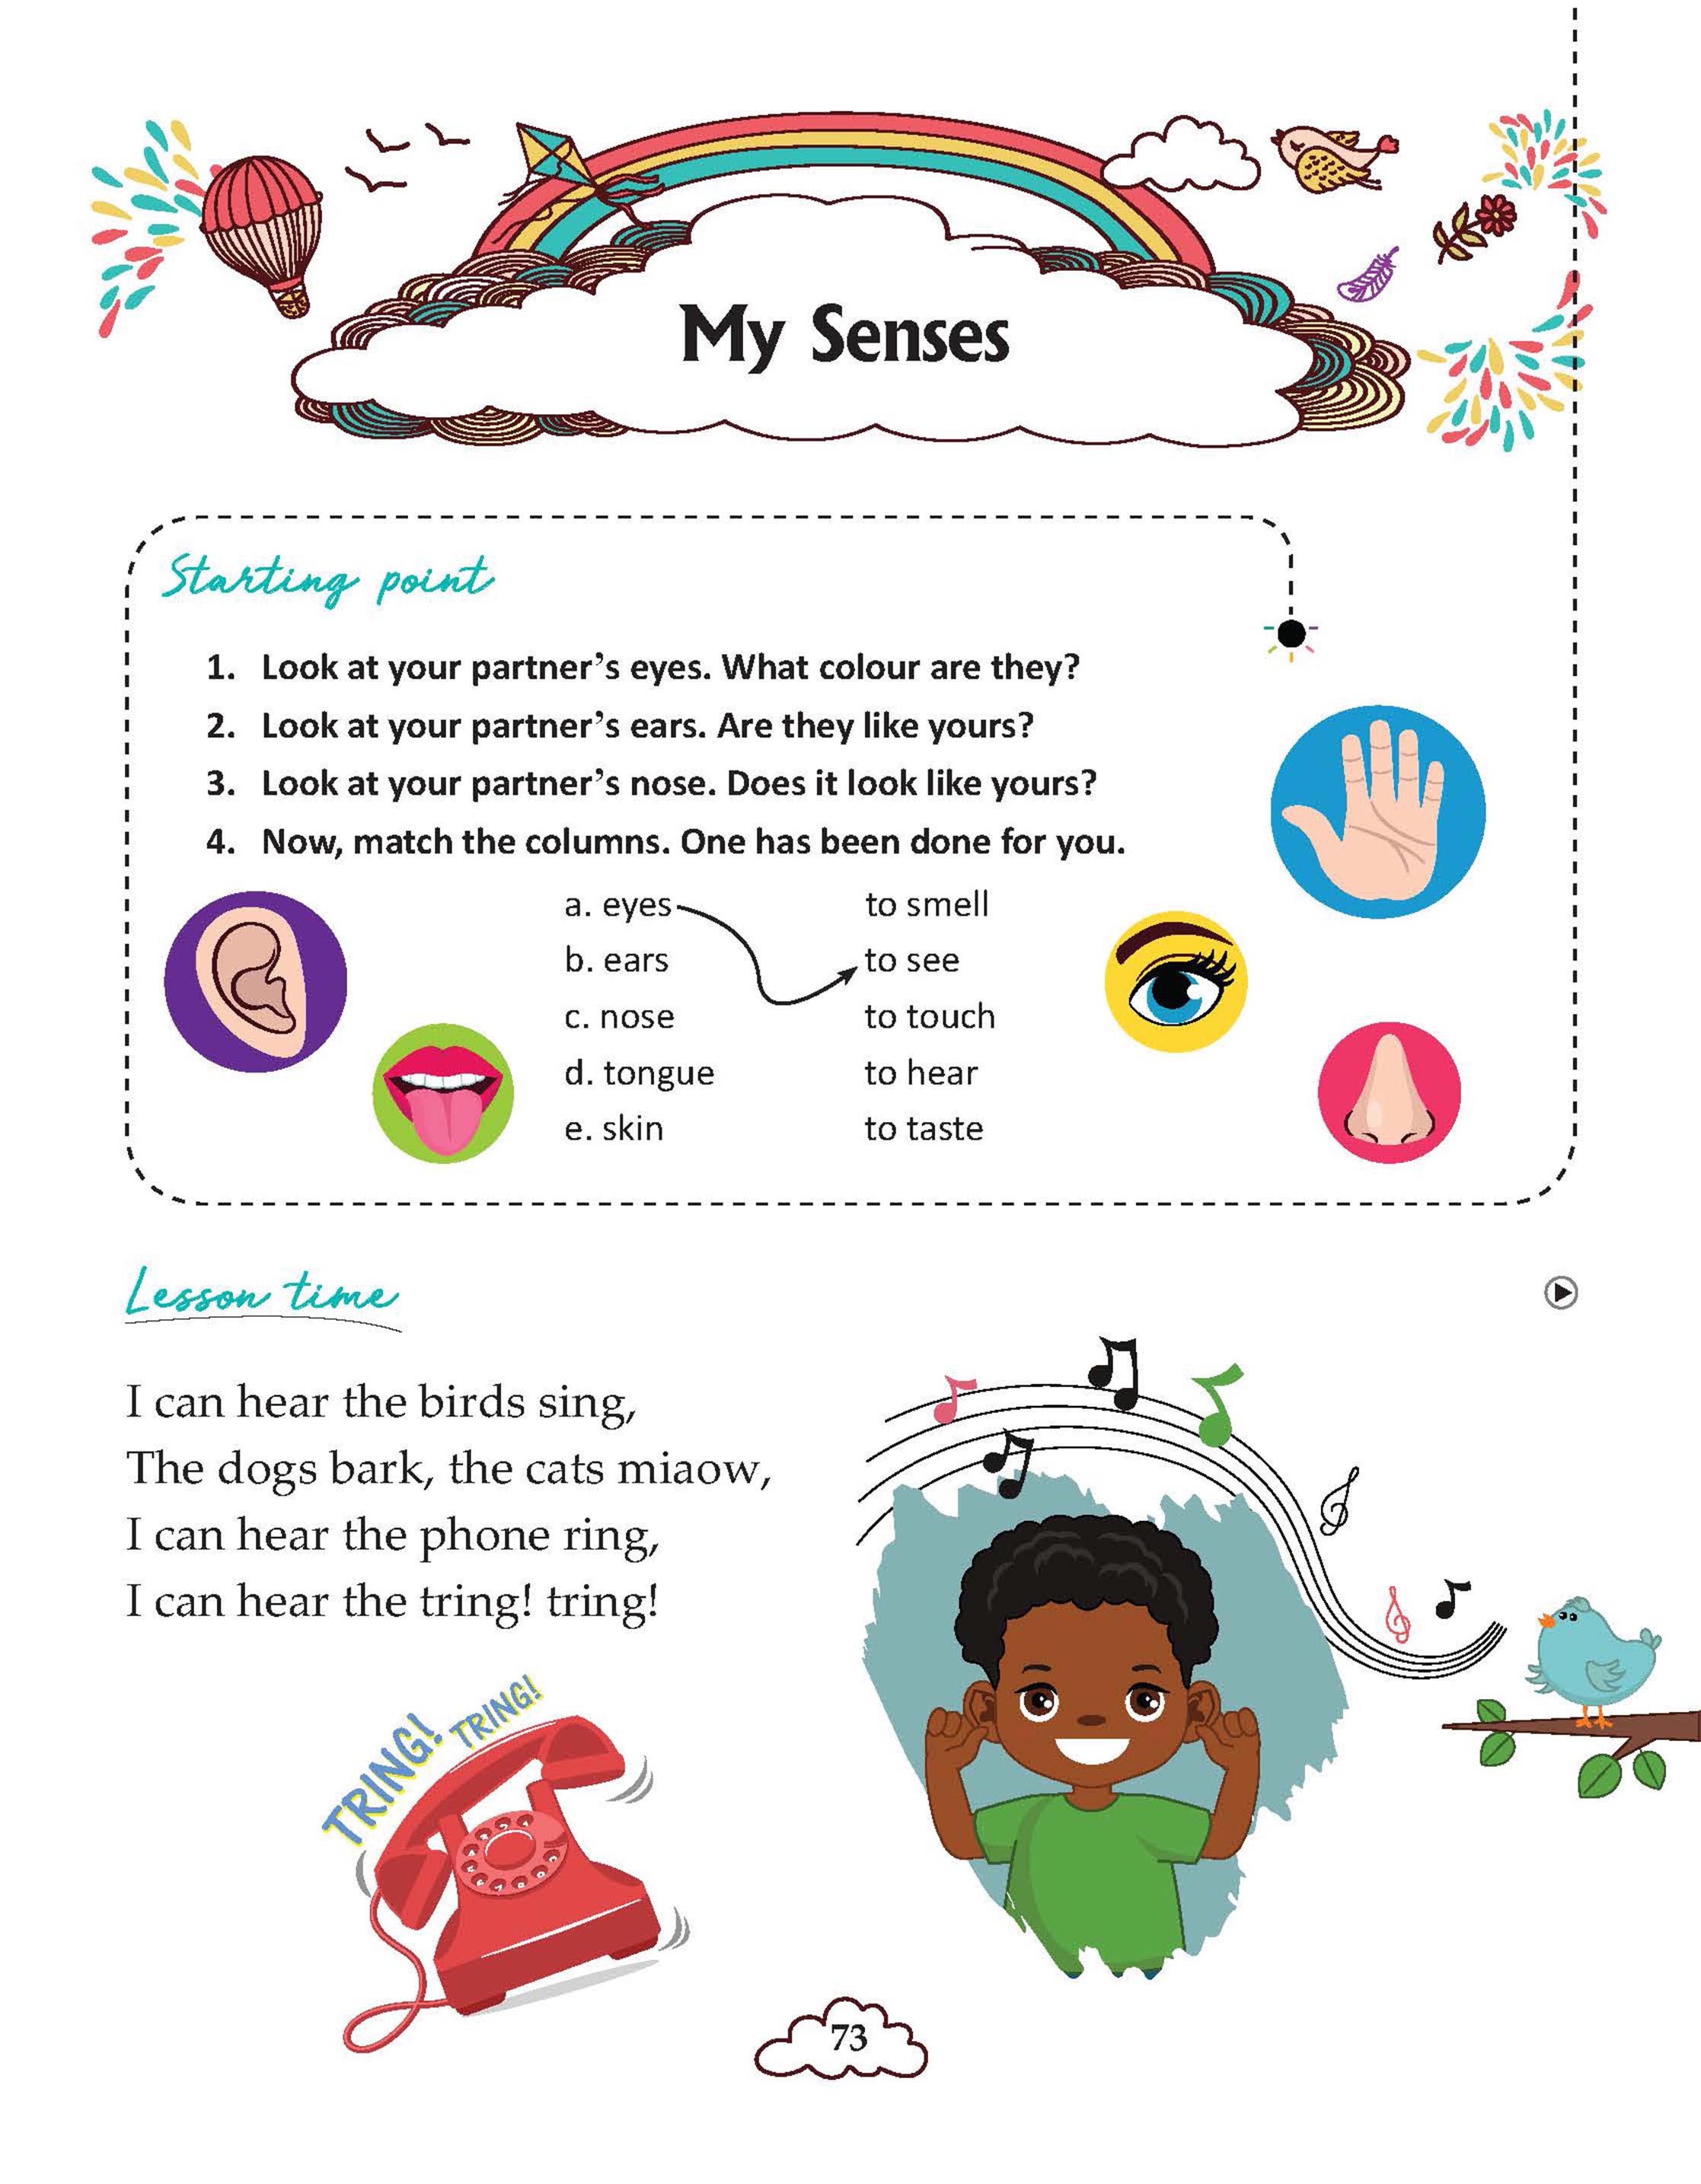 My Senses
Starting point
1. Look at your partner's eyes. What colour are they?
2. Look at your partner's ears. Are they like yours?
3. Look at your partner's nose. Does it look like yours?
4. Now, match the columns. One has been done for you.
a. eyes to smell
b. ears to see
c. nose to touch
d. tongue to hear
e. skin to taste
Lesson time
I can hear the birds sing,
The dogs bark, the cats miaow,
I can hear the phone ring,
I can hear the tring! tring!
TRING! TRING!
73